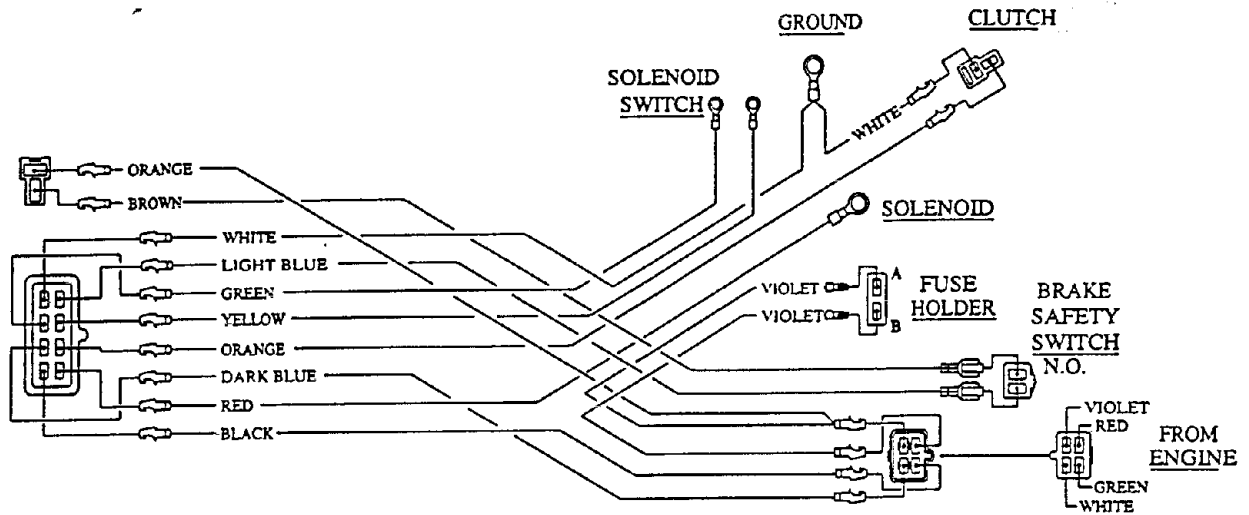 GROUND
CLUTCH
SOLENOID
SWITCH
WHITE
ORANGE
BROWN
SOLENOID
WHITE
LIGHT BLUE
GREEN
YELLOW
ORANGE
DARK BLUE
RED
BLACK
VIOLET
VIOLET
A
B
FUSE
HOLDER
BRAKE
SAFETY
SWITCH
N.O.
VIOLET
RED
GREEN
WHITE
FROM
ENGINE